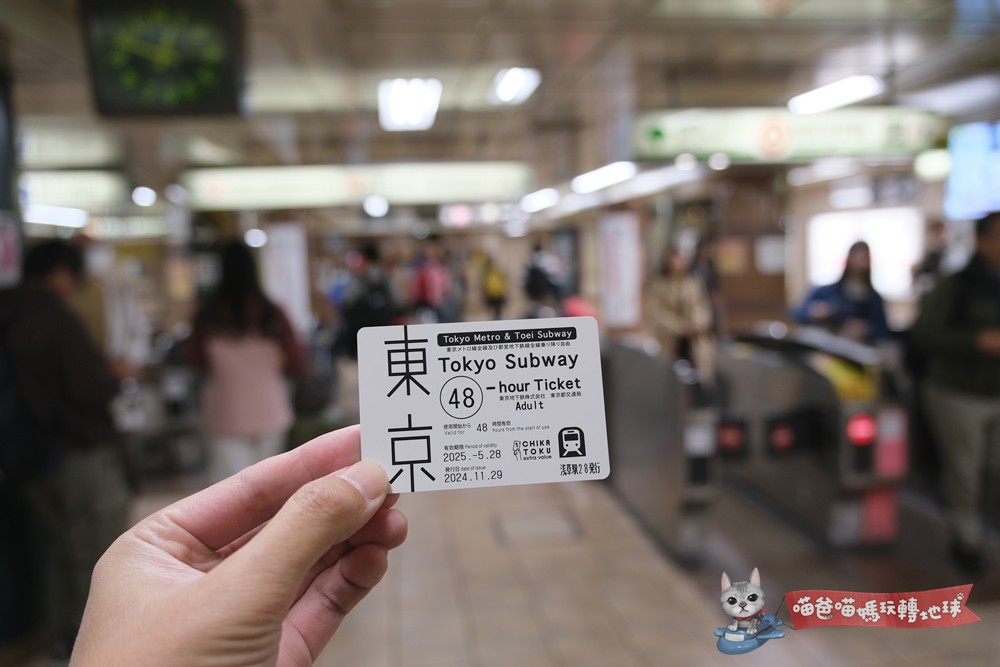 東京
Tokyo Metro & Toei Subway
東京メトロ全線及び都営地下鉄全線乗り降り自由
Tokyo Subway
48 -hour Ticket
東京地下鉄株式会社 東京都交通局
Adult
使用開始から 48 時間有効
Valid for hours from the start of use
有効期限 Period of validity
2025.-5.28
発行日 date of issue
2024.11.29
CHIKA
TOKU
extra value
浅草駅28発行
喵爸喵媽玩轉地球